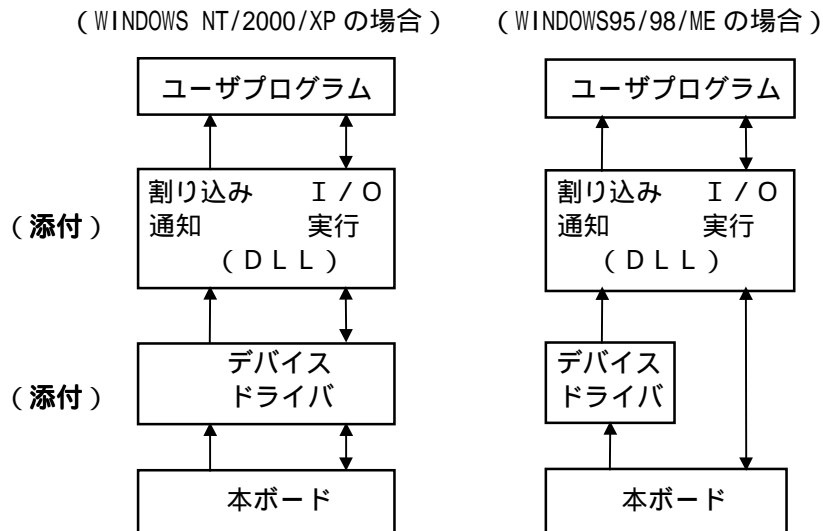 (WINDOWS NT/2000/XP の場合)
(WINDOWS95/98/ME の場合)
ユーザプログラム
ユーザプログラム
割り込み I/O
通知 実行
(DLL)
割り込み I/O
通知 実行
(DLL)
(添付)
デバイス
ドライバ
デバイス
ドライバ
(添付)
本ボード
本ボード